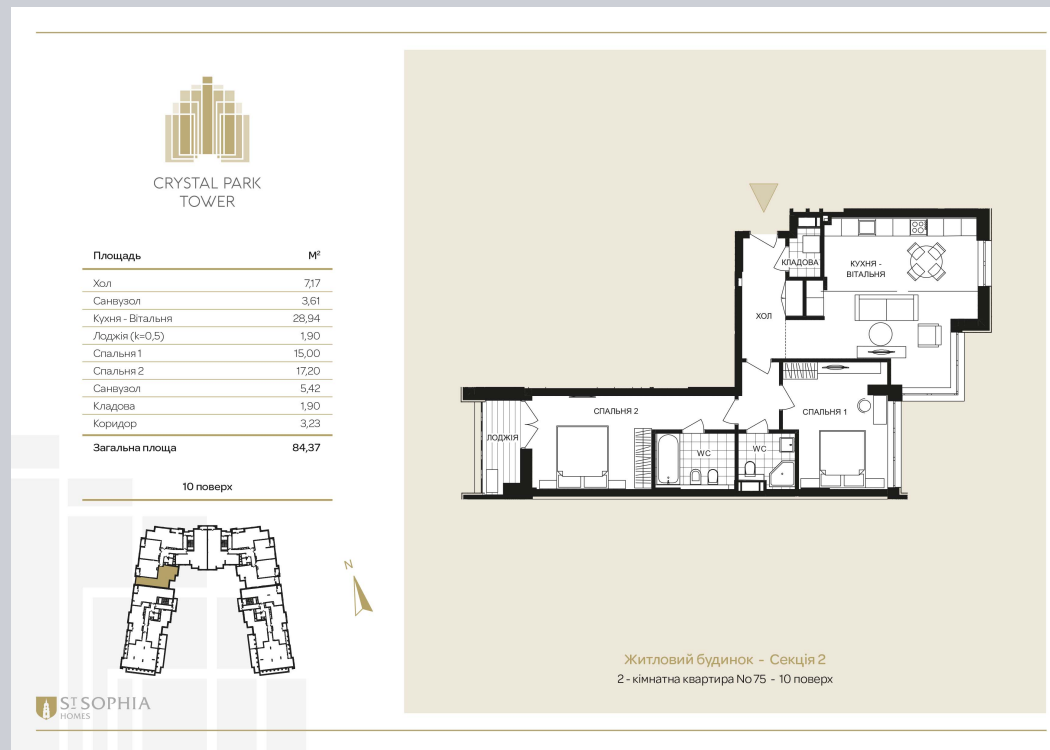 CRYSTAL PARK
TOWER
Площадь М²
Хол 7,17
Санвузол 3,61
Кухня - Вітальня 28,94
Лоджія (k=0,5) 1,90
Спальня 1 15,00
Спальня 2 17,20
Санвузол 5,42
Кладова 1,90
Коридор 3,23
Загальна площа 84,37
10 поверх
N
ST SOPHIA
HOMES
КЛАДОВА
КУХНЯ -
ВІТАЛЬНЯ
ХОЛ
СПАЛЬНЯ 2
СПАЛЬНЯ 1
ЛОДЖІЯ
WC
WC
Житловий будинок - Секція 2
2 - кімнатна квартира No 75 - 10 поверх